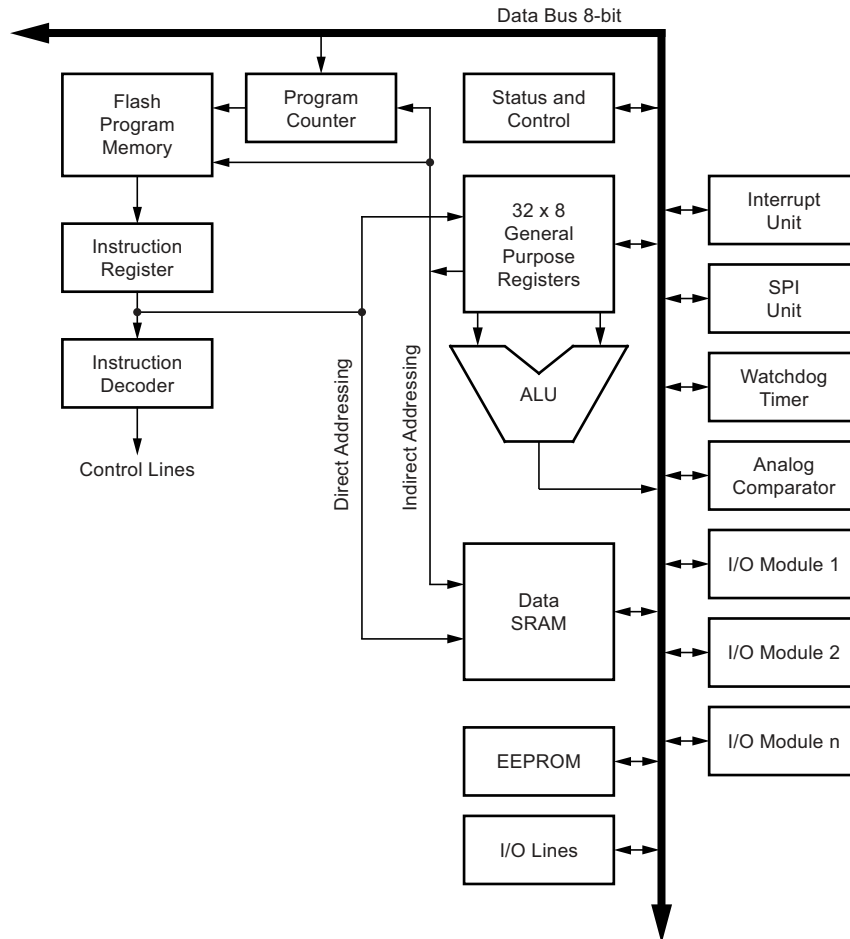 Data Bus 8-bit
Flash
Program
Memory
Program
Counter
Status and
Control
32 x 8
General
Purpose
Registers
Interrupt
Unit
Instruction
Register
SPI
Unit
Instruction
Decoder
ALU
Watchdog
Timer
Control Lines
Direct Addressing
Indirect Addressing
Analog
Comparator
Data
SRAM
I/O Module 1
I/O Module 2
EEPROM
I/O Module n
I/O Lines